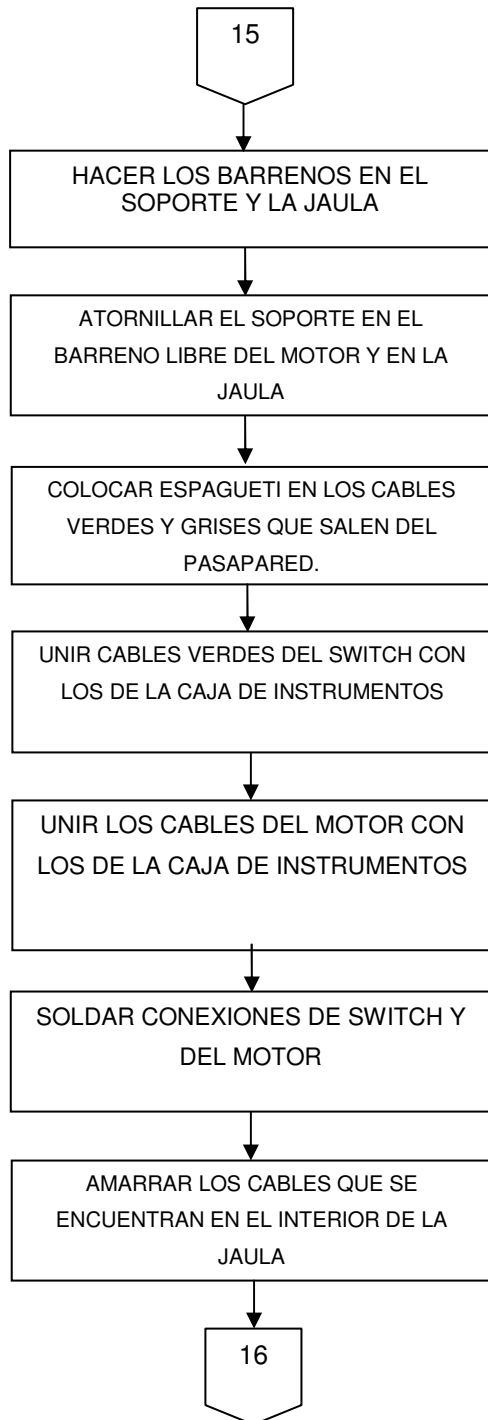 15
HACER LOS BARRENOS EN EL
SOPORTE Y LA JAULA
ATORNILLAR EL SOPORTE EN EL
BARRENO LIBRE DEL MOTOR Y EN LA
JAULA
COLOCAR ESPAGUETI EN LOS CABLES
VERDES Y GRISES QUE SALEN DEL
PASAPARED.
UNIR CABLES VERDES DEL SWITCH CON
LOS DE LA CAJA DE INSTRUMENTOS
UNIR LOS CABLES DEL MOTOR CON
LOS DE LA CAJA DE INSTRUMENTOS
SOLDAR CONEXIONES DE SWITCH Y
DEL MOTOR
AMARRAR LOS CABLES QUE SE
ENCUENTRAN EN EL INTERIOR DE LA
JAULA
16